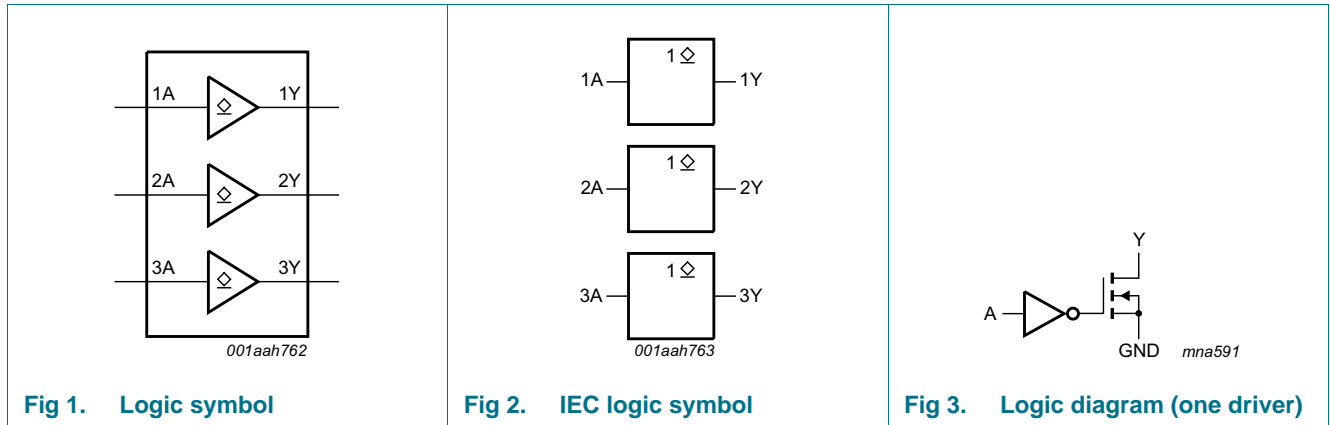 1A 1Y
2A 2Y
3A 3Y
001aah762
Fig 1. Logic symbol
1
1A 1Y
1
2A 2Y
1
3A 3Y
001aah763
Fig 2. IEC logic symbol
Y
A
GND mna591
Fig 3. Logic diagram (one driver)